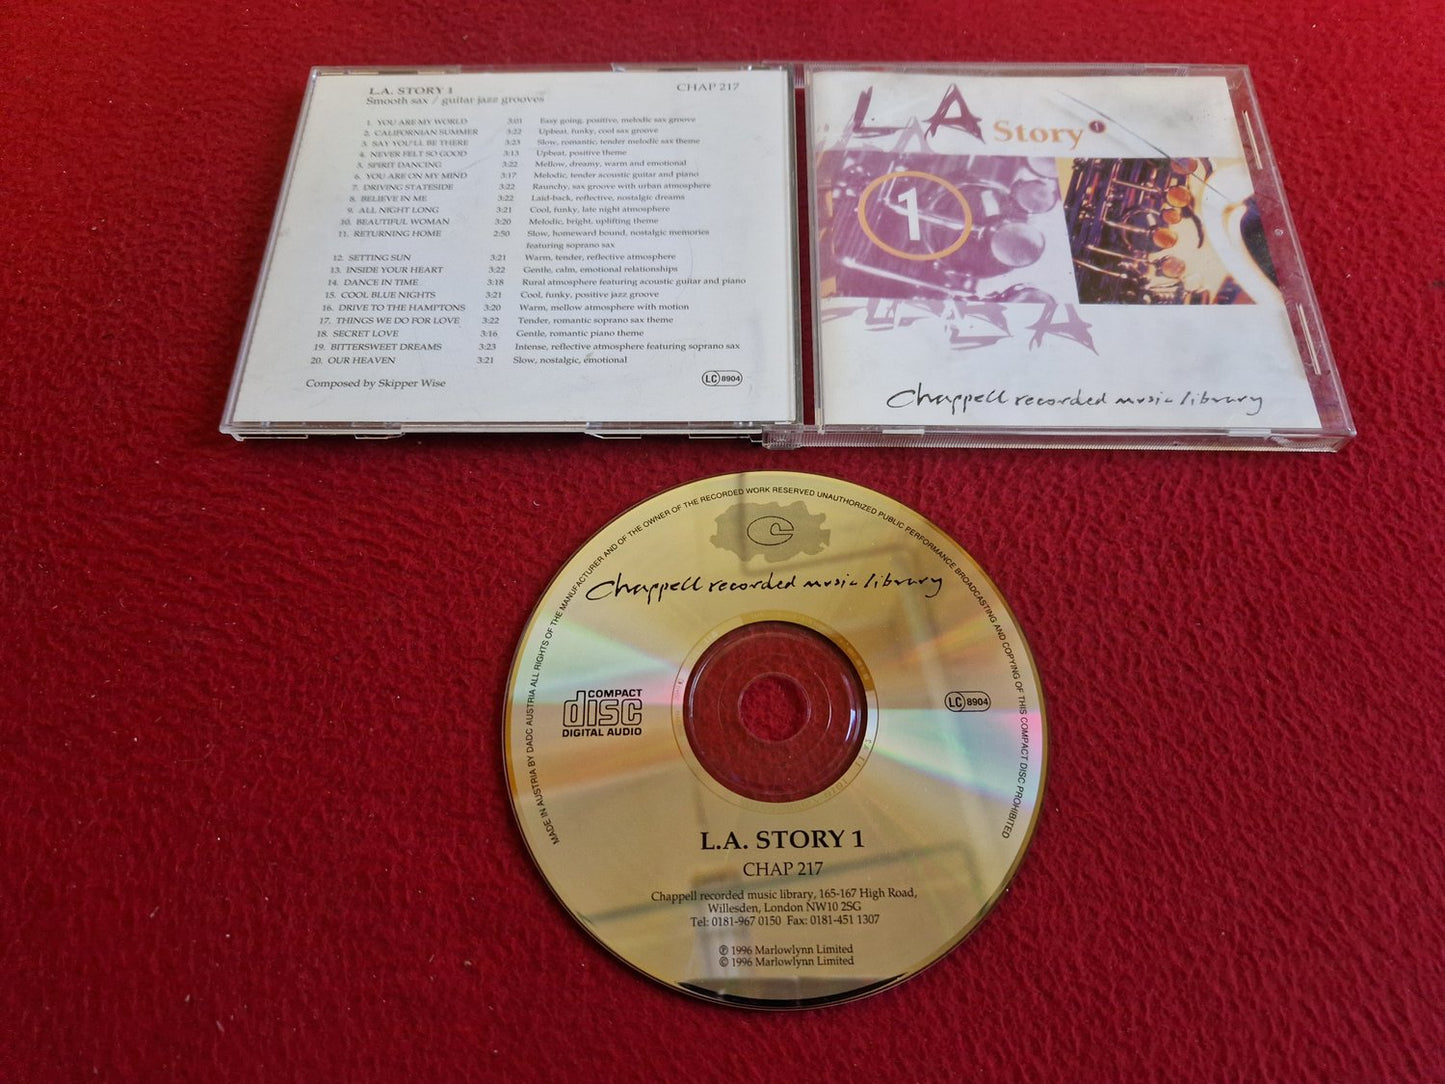 L.A. STORY 1 CHAP 217
Smooth sax / guitar jazz grooves
1. YOU ARE MY WORLD 3:01 Easy going, positive, melodic sax groove
2. CALIFORNIAN SUMMER 3:22 Upbeat, funky, cool sax groove
3. SAY YOU'LL BE THERE 3:23 Slow, romantic, tender melodic sax theme
4. NEVER FELT SO GOOD 3:13 Upbeat, positive theme
5. SPIRIT DANCING 3:22 Mellow, dreamy, warm and emotional
6. YOU ARE ON MY MIND 3:17 Melodic, tender acoustic guitar and piano
7. DRIVING STATESIDE 3:22 Raunchy, sax groove with urban atmosphere
8. BELIEVE IN ME 3:22 Laid-back, reflective, nostalgic dreams
9. ALL NIGHT LONG 3:21 Cool, funky, late night atmosphere
10. BEAUTIFUL WOMAN 3:20 Melodic, bright, uplifting theme
11. RETURNING HOME 2:50 Slow, homeward bound, nostalgic memories
featuring soprano sax
12. SETTING SUN 3:21 Warm, tender, reflective atmosphere
13. INSIDE YOUR HEART 3:22 Gentle, calm, emotional relationships
14. DANCE IN TIME 3:18 Rural atmosphere featuring acoustic guitar and piano
15. COOL BLUE NIGHTS 3:21 Cool, funky, positive jazz groove
16. DRIVE TO THE HAMPTONS 3:20 Warm, mellow atmosphere with motion
17. THINGS WE DO FOR LOVE 3:22 Tender, romantic soprano sax theme
18. SECRET LOVE 3:16 Gentle, romantic piano theme
19. BITTERSWEET DREAMS 3:23 Intense, reflective atmosphere featuring soprano sax
20. OUR HEAVEN 3:21 Slow, nostalgic, emotional
Composed by Skipper Wise
LC 8904
LA Story 1
LA
1
LA
Chappell recorded music library
MADE IN AUSTRIA BY DADC AUSTRIA ALL RIGHTS OF THE MANUFACTURER AND OF THE OWNER OF THE RECORDED WORK RESERVED UNAUTHORIZED PUBLIC PERFORMANCE BROADCASTING AND COPYING OF THIS COMPACT DISC PROHIBITED
C
Chappell recorded music library
COMPACT
disc
DIGITAL AUDIO
LC 8904
L.A. STORY 1
CHAP 217
Chappell recorded music library, 165-167 High Road,
Willesden, London NW10 2SG
Tel: 0181-967 0150 Fax: 0181-451 1307
℗ 1996 Marlowlynn Limited
© 1996 Marlowlynn Limited